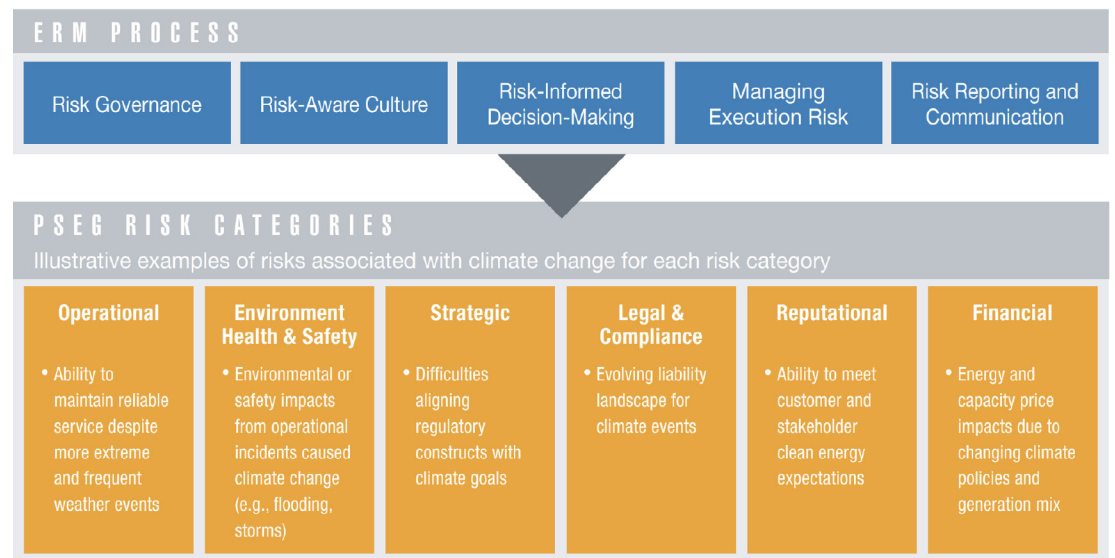 ERM PROCESS
Risk Governance
Risk-Aware Culture
Risk-Informed
Decision-Making
Managing
Execution Risk
Risk Reporting and
Communication
PSEG RISK CATEGORIES
Illustrative examples of risks associated with climate change for each risk category
Operational
• Ability to
maintain reliable
service despite
more extreme
and frequent
weather events
Environment
Health & Safety
• Environmental or
safety impacts
from operational
incidents caused
climate change
(e.g., flooding,
storms)
Strategic
• Difficulties
aligning
regulatory
constructs with
climate goals
Legal &
Compliance
• Evolving liability
landscape for
climate events
Reputational
• Ability to meet
customer and
stakeholder
clean energy
expectations
Financial
• Energy and
capacity price
impacts due to
changing climate
policies and
generation mix